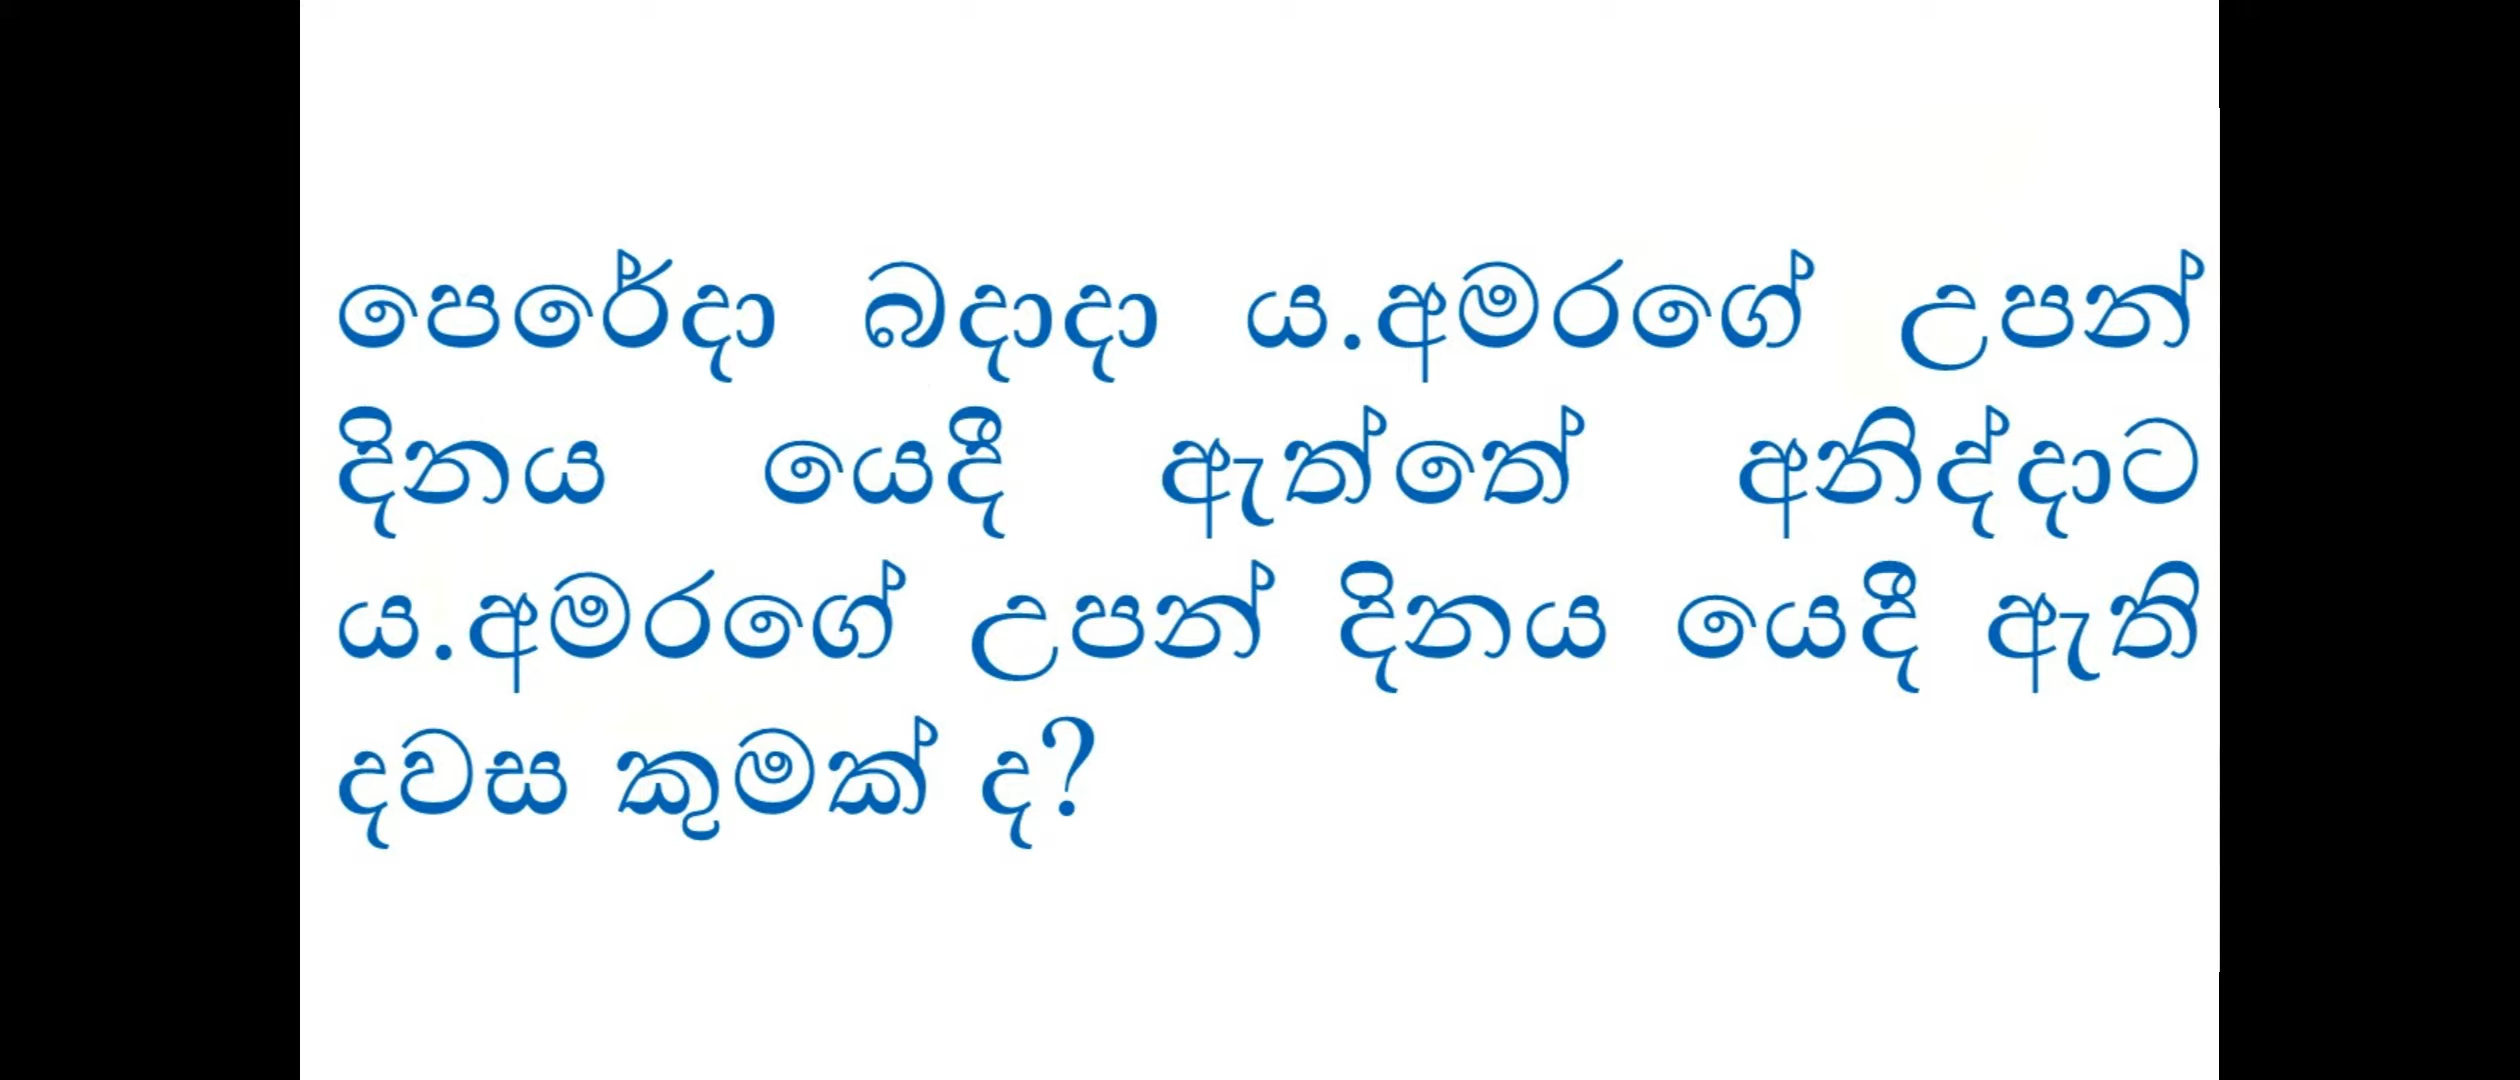 පෙරේදා බදාදා ය.අමරගේ උපන්
දිනය යෙදී ඇත්තේ අනිද්දාට
ය.අමරගේ උපන් දිනය යෙදී ඇති
දවස කුමක් ද?